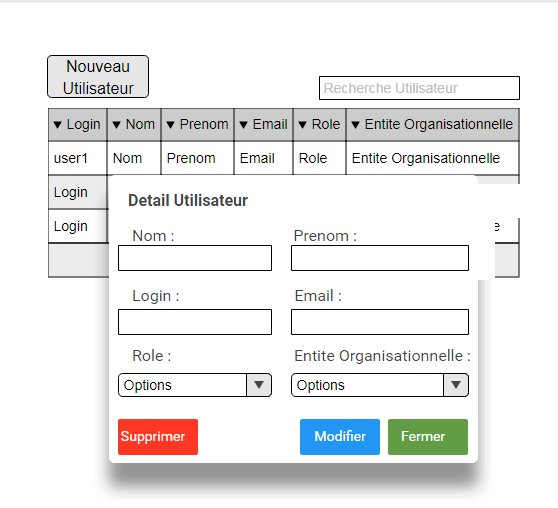 Nouveau
Utilisateur
Recherche Utilisateur
▼ Login ▼ Nom ▼ Prenom ▼ Email ▼ Role ▼ Entite Organisationnelle
user1 Nom Prenom Email Role Entite Organisationnelle
Login
Login e
Detail Utilisateur
Nom : Prenom :
Login : Email :
Role : Entite Organisationnelle :
Options Options
Supprimer Modifier Fermer